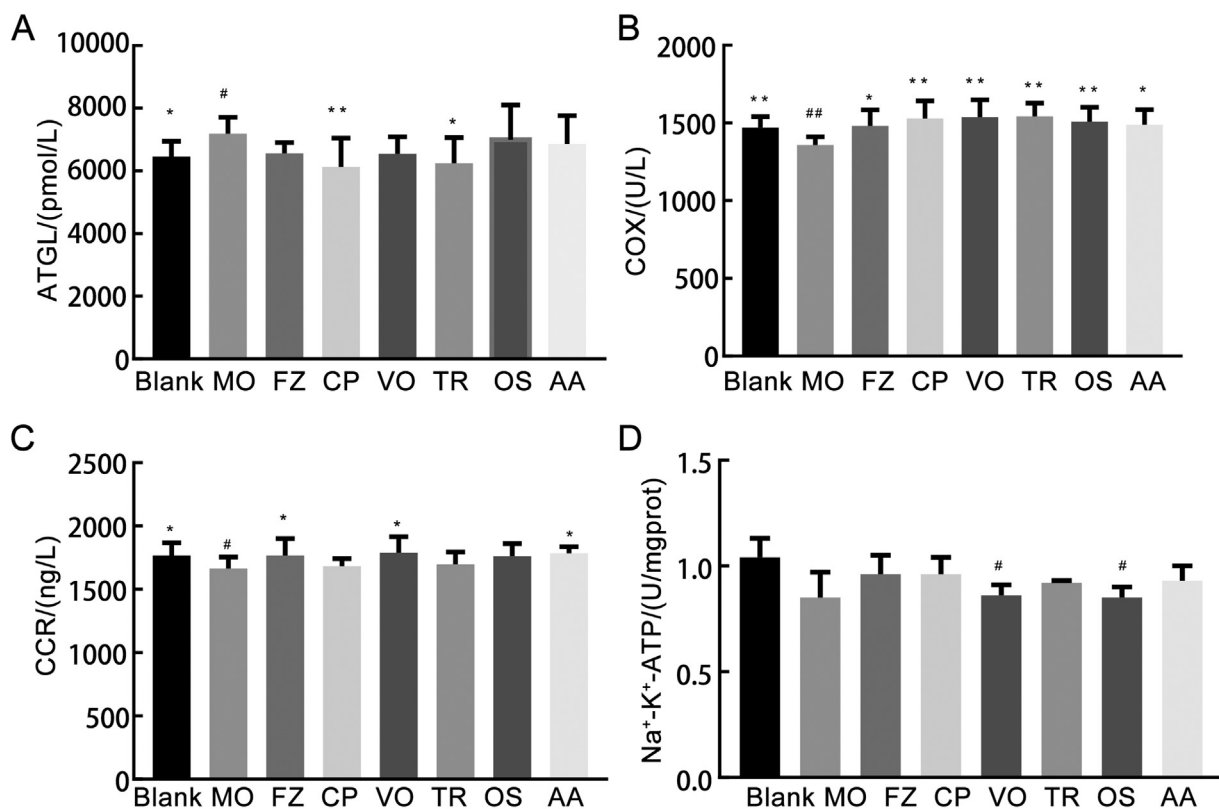 A
ATGL/(pmol/L)
10000
8000
6000
4000
2000
0
* # ** *
Blank MO FZ CP VO TR OS AA
B
COX/(U/L)
2000
1500
1000
500
0
** ## * ** ** ** ** *
Blank MO FZ CP VO TR OS AA
C
CCR/(ng/L)
2500
2000
1500
1000
500
0
* # * * *
Blank MO FZ CP VO TR OS AA
D
Na⁺-K⁺-ATP/(U/mgprot)
1.5
1.0
0.5
0.0
# #
Blank MO FZ CP VO TR OS AA